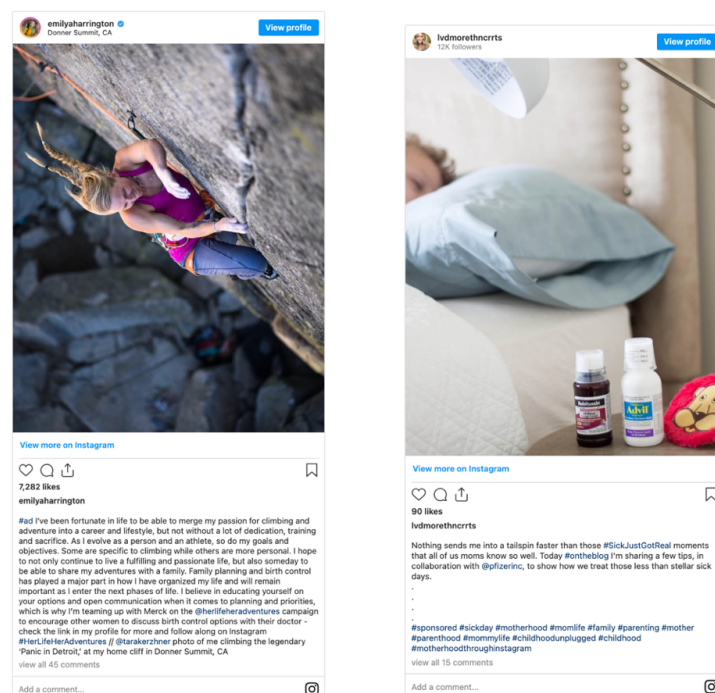 emilyaharrington
Donner Summit, CA
View profile
View more on Instagram
7,282 likes
emilyaharrington
#ad I've been fortunate in life to be able to merge my passion for climbing and
adventure into a career and lifestyle, but not without a lot of dedication, training
and sacrifice. As I evolve as a person and an athlete, so do my goals and
objectives. Some are specific to climbing while others are more personal. I hope
to not only continue to live a fulfilling and passionate life, but also someday to
be able to share my adventures with a family. Family planning and birth control
has played a major part in how I have organized my life and will remain
important as I enter the next phases of life. I believe in educating yourself on
your options and open communication when it comes to planning and priorities,
which is why I'm teaming up with Merck on the @herlifeheradventures campaign
to encourage other women to discuss birth control options with their doctor -
check the link in my profile for more and follow along on Instagram
#HerLifeHerAdventures // @tarakerzhner photo of me climbing the legendary
'Panic in Detroit,' at my home cliff in Donner Summit, CA
view all 45 comments
Add a comment...
lvdmorethncrrts
12K followers
View profile
Robitussin
Advil
View more on Instagram
90 likes
lvdmorethncrrts
Nothing sends me into a tailspin faster than those #SickJustGotReal moments
that all of us moms know so well. Today #ontheblog I'm sharing a few tips, in
collaboration with @pfizerinc, to show how we treat those less than stellar sick
days.
.
.
.
.
#sponsored #sickday #motherhood #momlife #family #parenting #mother
#parenthood #mommylife #childhoodunplugged #childhood
#motherhoodthroughinstagram
view all 15 comments
Add a comment...